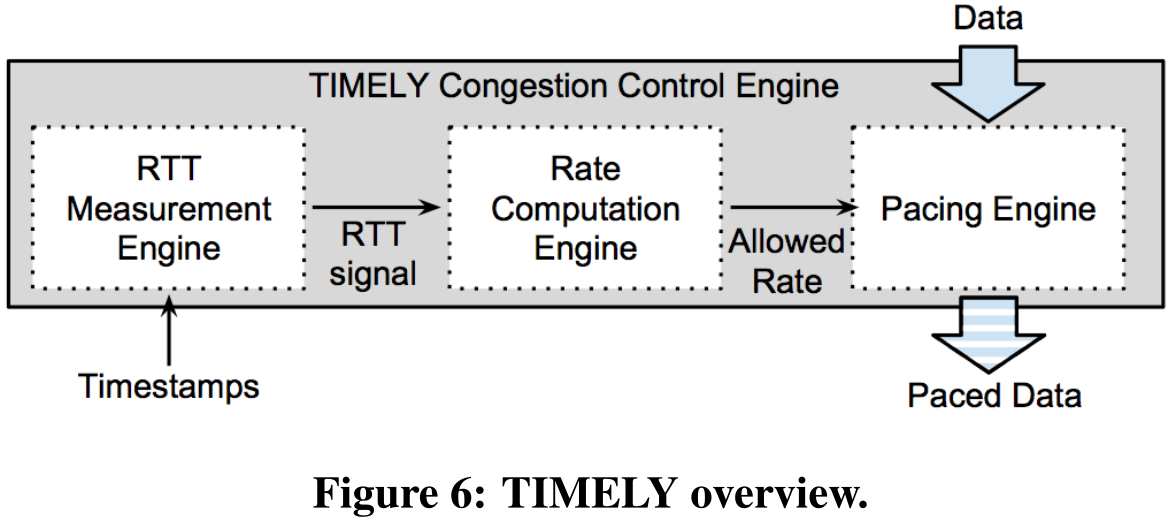 Data
TIMELY Congestion Control Engine
RTT
Measurement
Engine
RTT
signal
Rate
Computation
Engine
Allowed
Rate
Pacing Engine
Timestamps
Paced Data
Figure 6: TIMELY overview.